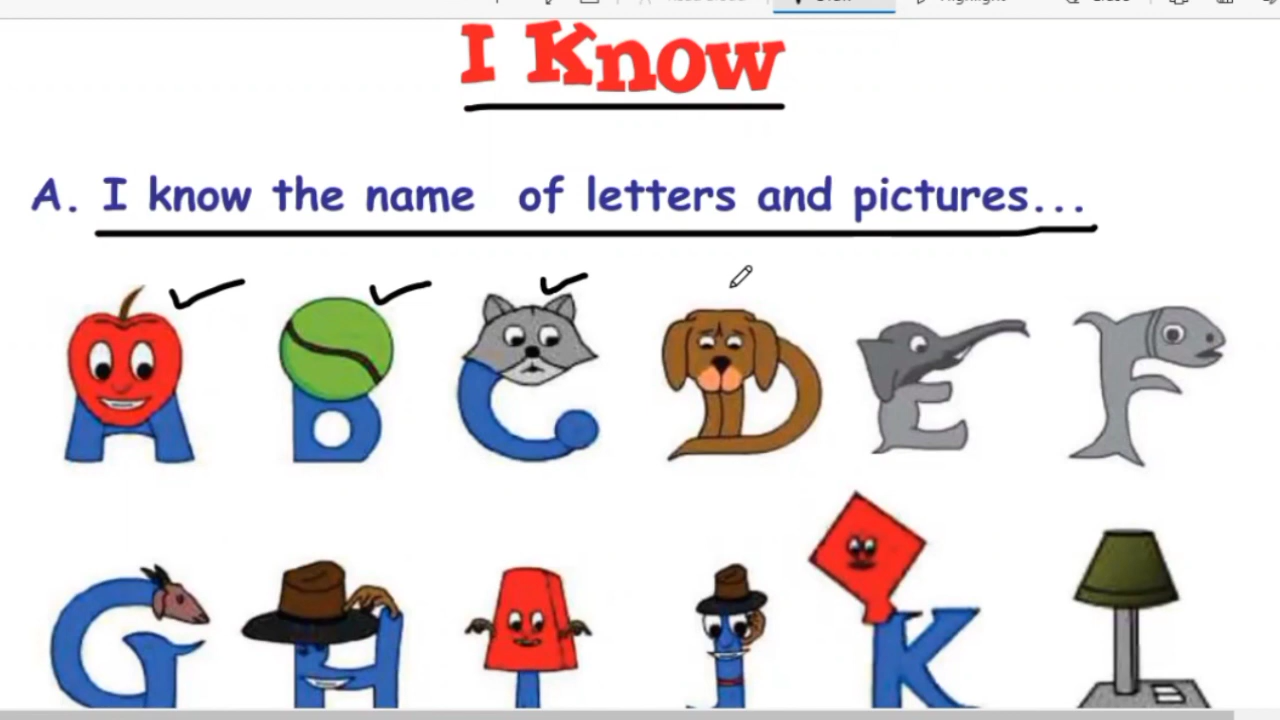 I Know
A. I know the name of letters and pictures...
A B C D E F
G H I J K L